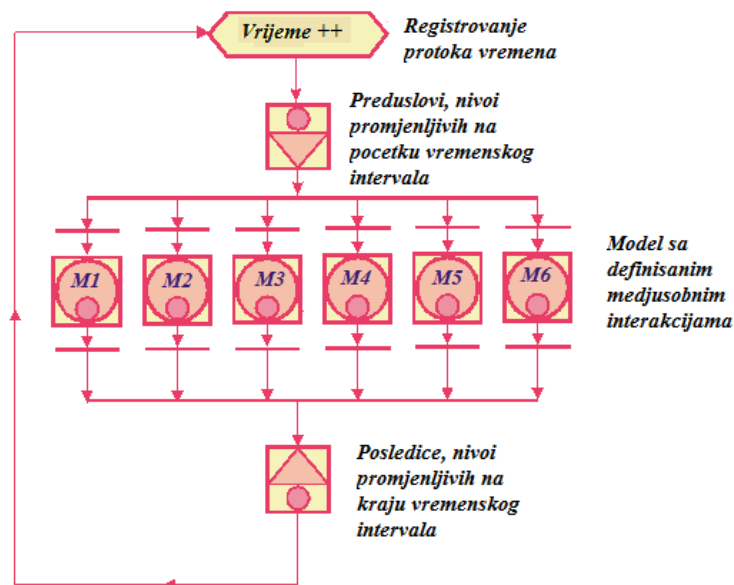 Vrijeme ++
Registrovanje
protoka vremena
Preduslovi, nivoi
promjenljivih na
pocetku vremenskog
intervala
M1 M2 M3 M4 M5 M6
Model sa
definisanim
medjusobnim
interakcijama
Posledice, nivoi
promjenljivih na
kraju vremenskog
intervala